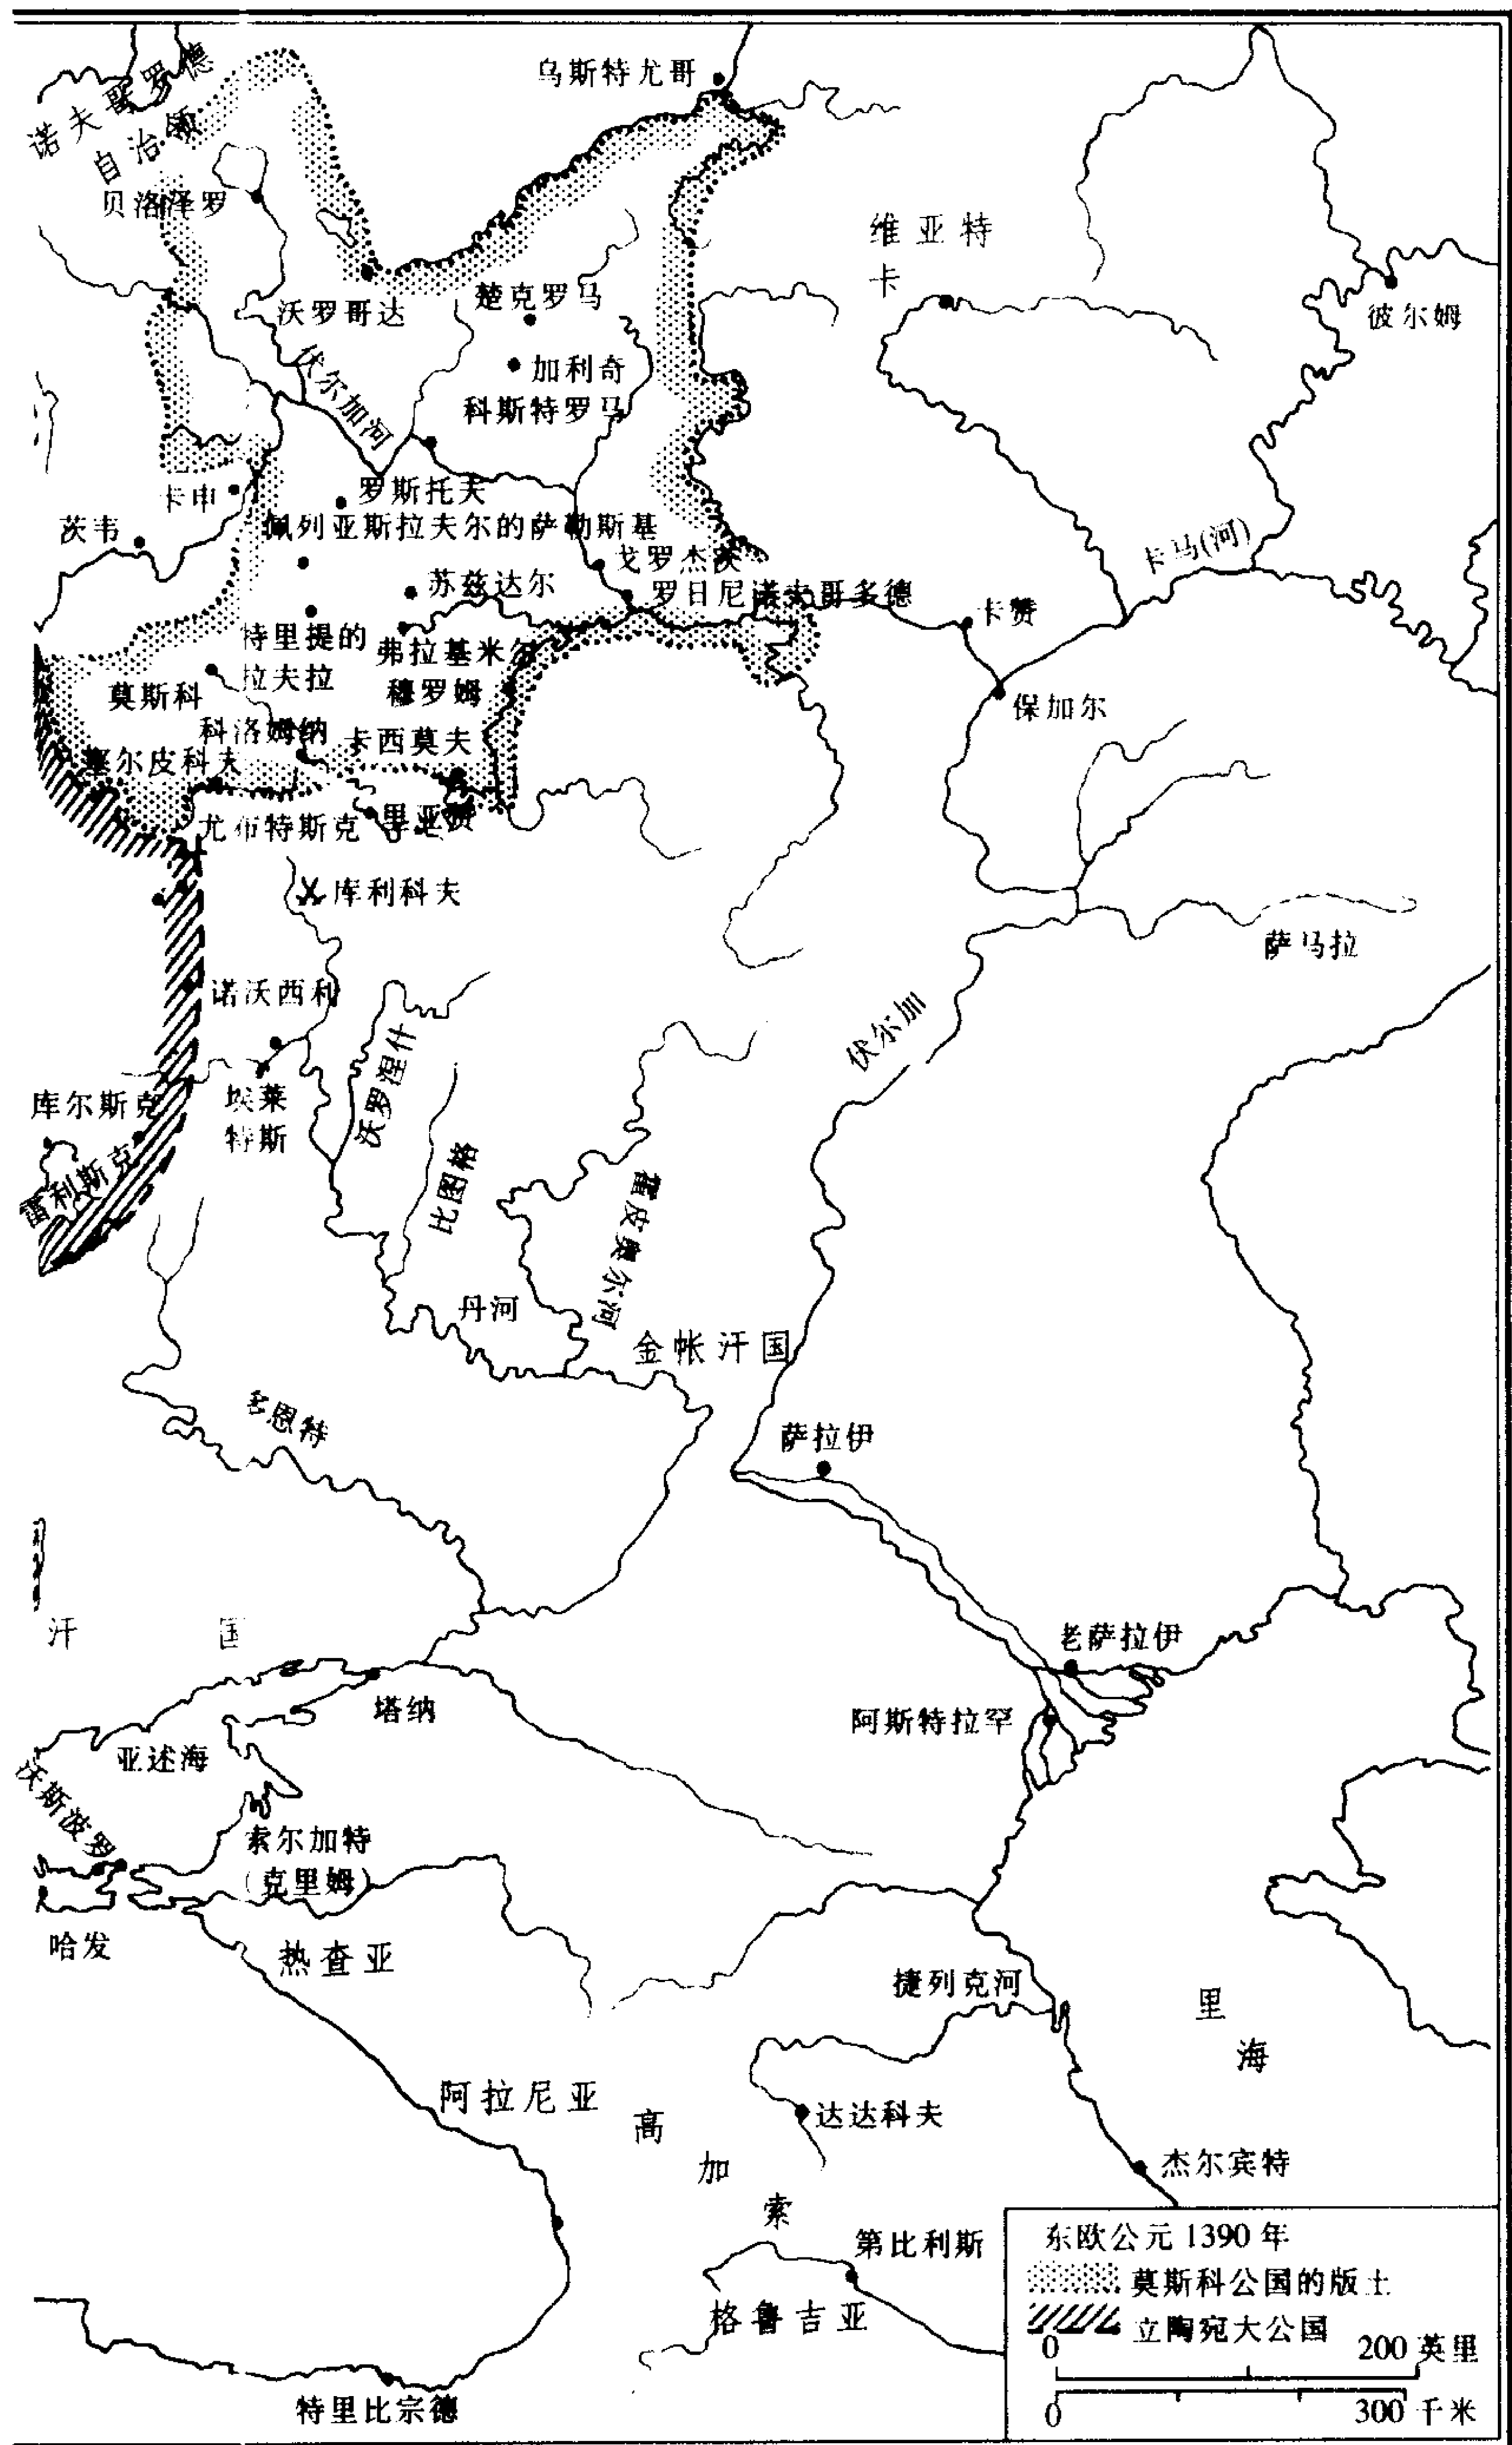 乌斯特尤哥
诺夫哥罗德
自治领
贝洛泽罗
维亚特
卡
彼尔姆
沃罗哥达
楚克罗马
伏尔加河
加利奇
科斯特罗马
卡申
罗斯托夫
茨韦
佩列亚斯拉夫尔的萨勒斯基
卡马(河)
戈罗杰茨
苏兹达尔
罗日尼诺夫哥多德
卡赞
特里提的
拉夫拉
弗拉基米尔
莫斯科
穆罗姆
保加尔
科洛姆纳
卡西莫夫
塞尔皮科夫
尤布特斯克
里亚赞
库利科夫
萨马拉
诺沃西利
伏尔加
沃罗涅什
库尔斯克
埃莱
特斯
雷利斯克
比图格
霍皮奥尔河
丹河
金帐汗国
多恩特
萨拉伊
汗国
老萨拉伊
塔纳
阿斯特拉罕
亚述海
沃斯波罗
索尔加特
(克里姆)
哈发
热查亚
捷列克河
里海
阿拉尼亚
高加索
达达科夫
杰尔宾特
第比利斯
格鲁吉亚
特里比宗德
东欧公元1390年
莫斯科公国的版土
立陶宛大公国
0 200英里
0 300千米